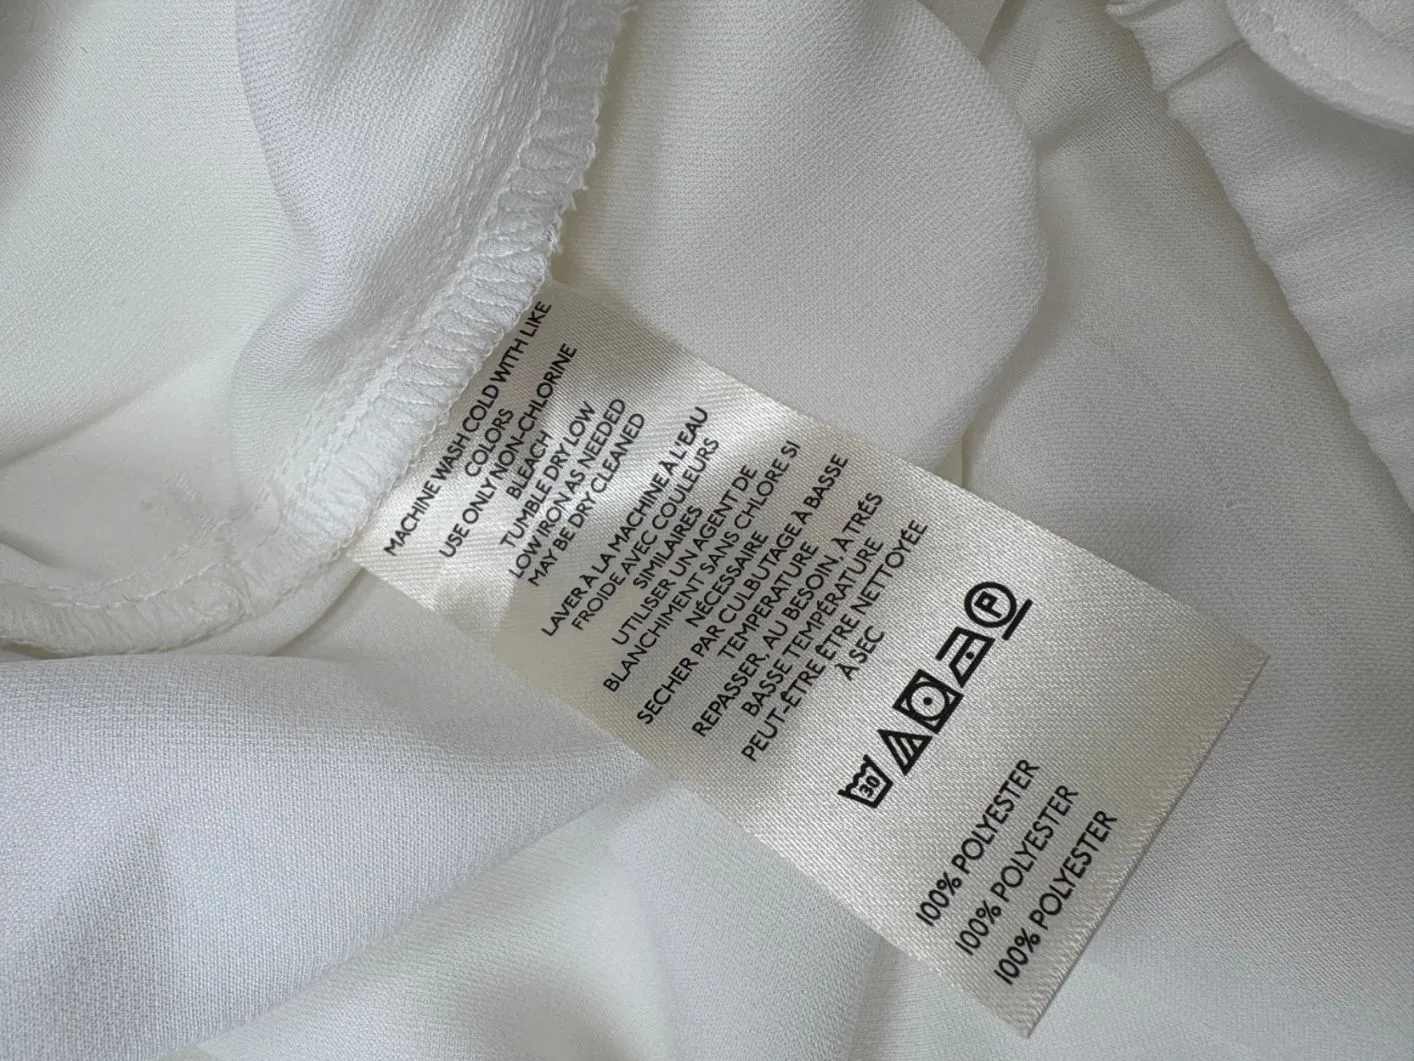 MACHINE WASH COLD WITH LIKE
COLORS
USE ONLY NON-CHLORINE
BLEACH
TUMBLE DRY LOW
LOW IRON AS NEEDED
MAY BE DRY CLEANED
LAVER À LA MACHINE À L'EAU
FROIDE AVEC COULEURS
SIMILAIRES
UTILISER UN AGENT DE
BLANCHIMENT SANS CHLORE SI
NÉCESSAIRE
SECHER PAR CULBUTAGE À BASSE
TEMPERATURE
REPASSER, AU BESOIN, À TRÉS
BASSE TEMPÉRATURE
PEUT-ÊTRE ÊTRE NETTOYÉE
À SEC
30 P
100% POLYESTER
100% POLYESTER
100% POLYESTER